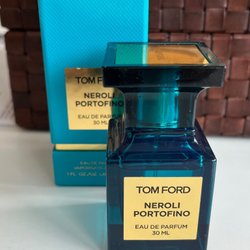 TOM FORD
NEROLI
PORTOFINO
EAU DE PARFUM
30 ML
TOM FORD
NEROLI
PORTOFINO
EAU DE PARFUM
30 ML